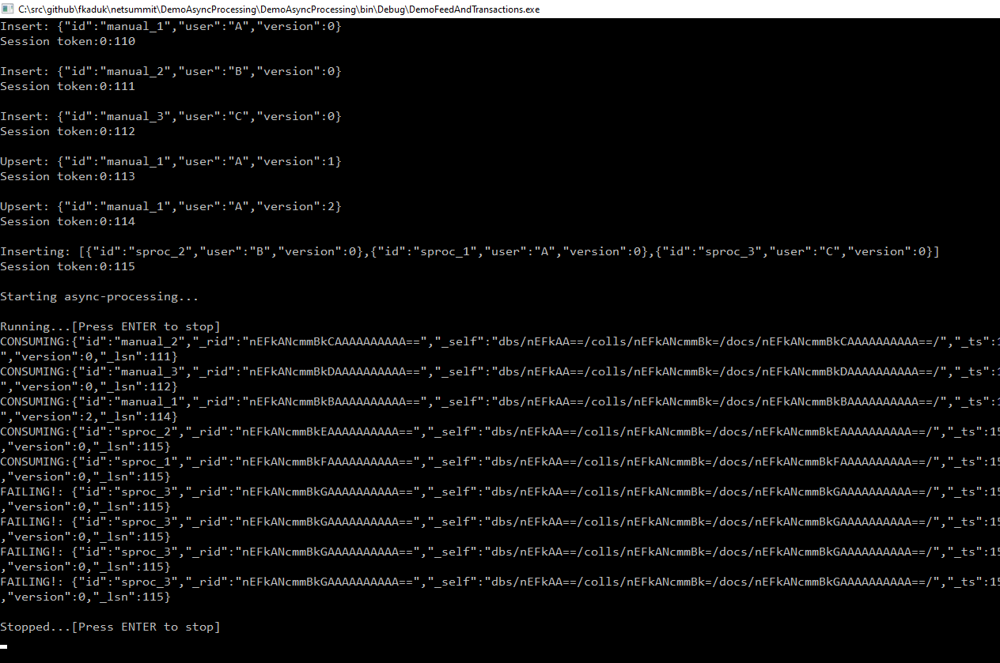 C:\src\github\fkaduk\netsummit\DemoAsyncProcessing\DemoAsyncProcessing\bin\Debug\DemoFeedAndTransactions.exe
Insert: {"id":"manual_1","user":"A","version":0}
Session token:0:110
Insert: {"id":"manual_2","user":"B","version":0}
Session token:0:111
Insert: {"id":"manual_3","user":"C","version":0}
Session token:0:112
Upsert: {"id":"manual_1","user":"A","version":1}
Session token:0:113
Upsert: {"id":"manual_1","user":"A","version":2}
Session token:0:114
Inserting: [{"id":"sproc_2","user":"B","version":0},{"id":"sproc_1","user":"A","version":0},{"id":"sproc_3","user":"C","version":0}]
Session token:0:115
Starting async-processing...
Running...[Press ENTER to stop]
CONSUMING:{"id":"manual_2","_rid":"nEFkANcmmBkCAAAAAAAAAA==","_self":"dbs/nEFkAA==/colls/nEFkANcmmBk=/docs/nEFkANcmmBkCAAAAAAAAAA==/","_ts":1
","version":0,"_lsn":111}
CONSUMING:{"id":"manual_3","_rid":"nEFkANcmmBkDAAAAAAAAAA==","_self":"dbs/nEFkAA==/colls/nEFkANcmmBk=/docs/nEFkANcmmBkDAAAAAAAAAA==/","_ts":1
","version":0,"_lsn":112}
CONSUMING:{"id":"manual_1","_rid":"nEFkANcmmBkBAAAAAAAAAA==","_self":"dbs/nEFkAA==/colls/nEFkANcmmBk=/docs/nEFkANcmmBkBAAAAAAAAAA==/","_ts":1
","version":2,"_lsn":114}
CONSUMING:{"id":"sproc_2","_rid":"nEFkANcmmBkEAAAAAAAAAA==","_self":"dbs/nEFkAA==/colls/nEFkANcmmBk=/docs/nEFkANcmmBkEAAAAAAAAAA==/","_ts":15
,"version":0,"_lsn":115}
CONSUMING:{"id":"sproc_1","_rid":"nEFkANcmmBkFAAAAAAAAAA==","_self":"dbs/nEFkAA==/colls/nEFkANcmmBk=/docs/nEFkANcmmBkFAAAAAAAAAA==/","_ts":15
,"version":0,"_lsn":115}
FAILING!: {"id":"sproc_3","_rid":"nEFkANcmmBkGAAAAAAAAAA==","_self":"dbs/nEFkAA==/colls/nEFkANcmmBk=/docs/nEFkANcmmBkGAAAAAAAAAA==/","_ts":15
,"version":0,"_lsn":115}
FAILING!: {"id":"sproc_3","_rid":"nEFkANcmmBkGAAAAAAAAAA==","_self":"dbs/nEFkAA==/colls/nEFkANcmmBk=/docs/nEFkANcmmBkGAAAAAAAAAA==/","_ts":15
,"version":0,"_lsn":115}
FAILING!: {"id":"sproc_3","_rid":"nEFkANcmmBkGAAAAAAAAAA==","_self":"dbs/nEFkAA==/colls/nEFkANcmmBk=/docs/nEFkANcmmBkGAAAAAAAAAA==/","_ts":15
,"version":0,"_lsn":115}
FAILING!: {"id":"sproc_3","_rid":"nEFkANcmmBkGAAAAAAAAAA==","_self":"dbs/nEFkAA==/colls/nEFkANcmmBk=/docs/nEFkANcmmBkGAAAAAAAAAA==/","_ts":15
,"version":0,"_lsn":115}
Stopped...[Press ENTER to stop]